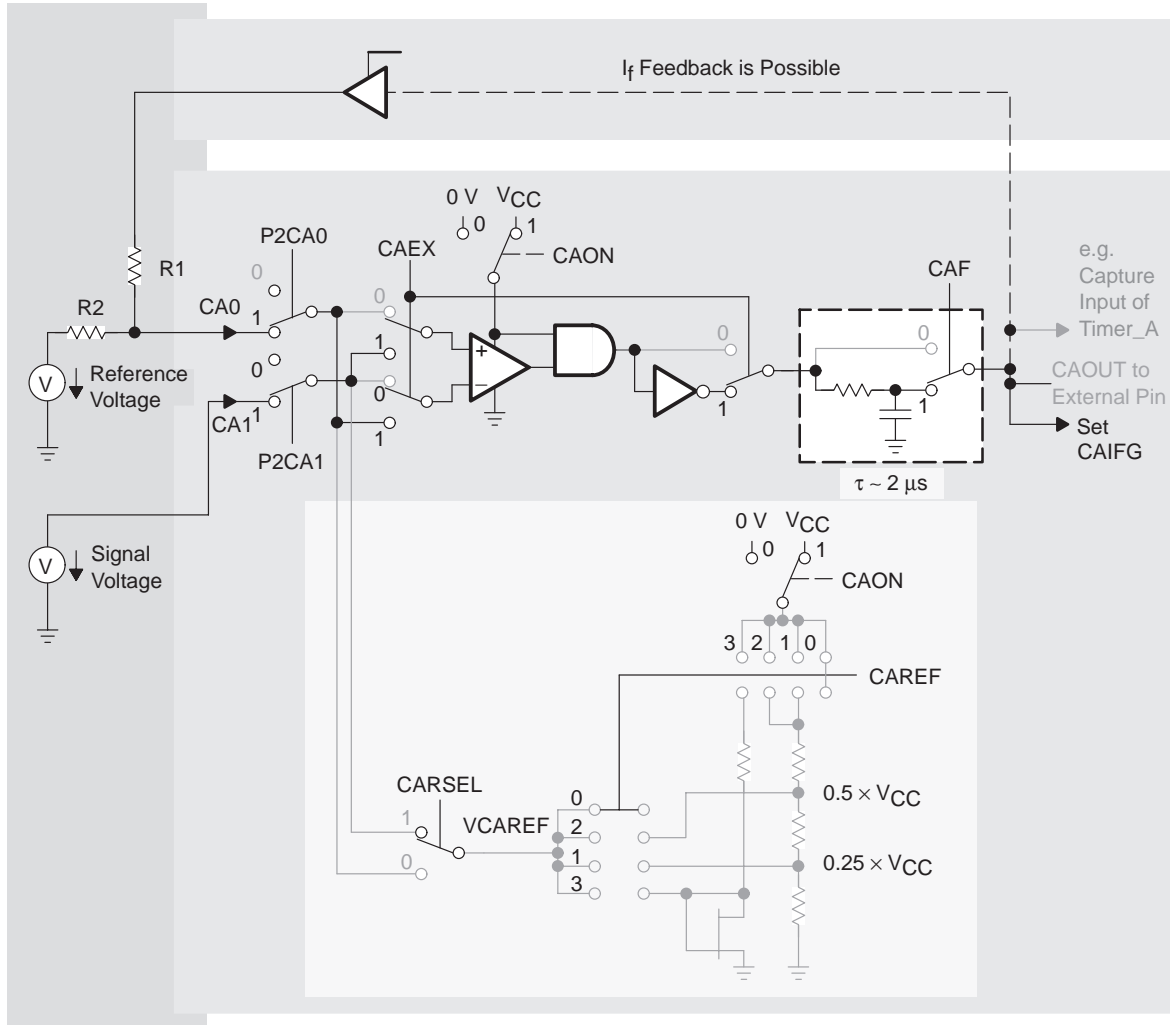 If Feedback is Possible
0 V VCC
0 1
CAON
P2CA0
CAEX
CAF
e.g.
Capture
Input of
Timer_A
R1
R2
CA0
0
1
0
1
0
1
0
1
+
−
0
1
0
1
V
Reference
Voltage
CA1
P2CA1
CAOUT to
External Pin
Set
CAIFG
τ ~ 2 μs
V
Signal
Voltage
0 V VCC
0 1
CAON
3 2 1 0
CAREF
CARSEL
1
0
VCAREF
0
2
1
3
0.5 × VCC
0.25 × VCC